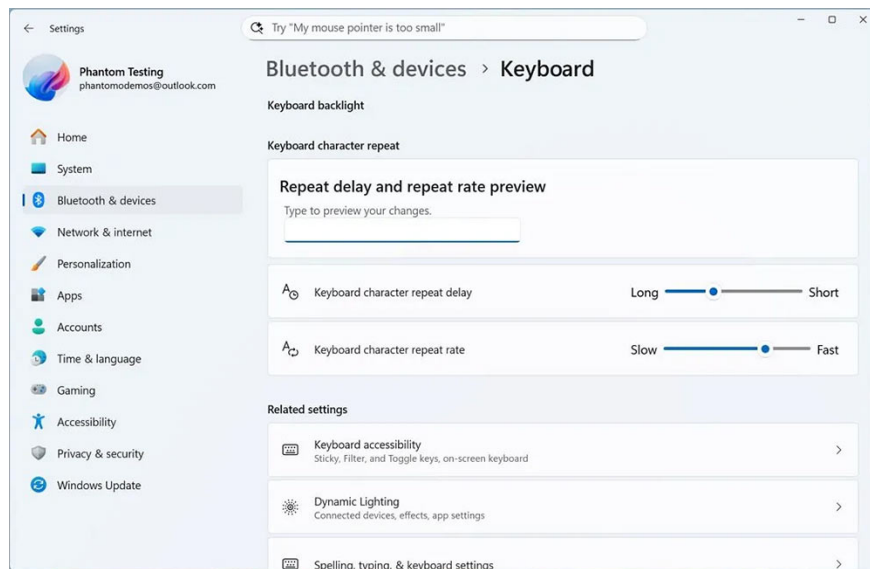 Settings
Try "My mouse pointer is too small"
Phantom Testing
phantomodemos@outlook.com
Home
System
Bluetooth & devices
Network & internet
Personalization
Apps
Accounts
Time & language
Gaming
Accessibility
Privacy & security
Windows Update
Bluetooth & devices > Keyboard
Keyboard backlight
Keyboard character repeat
Repeat delay and repeat rate preview
Type to preview your changes.
Keyboard character repeat delay
Long Short
Keyboard character repeat rate
Slow Fast
Related settings
Keyboard accessibility
Sticky, Filter, and Toggle keys, on-screen keyboard
Dynamic Lighting
Connected devices, effects, app settings
Spelling, typing, & keyboard settings